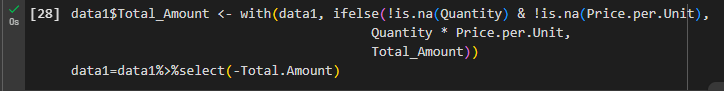 [28] data1$Total_Amount <- with(data1, ifelse(!is.na(Quantity) & !is.na(Price.per.Unit),
Quantity * Price.per.Unit,
Total_Amount))
0s
data1=data1%>%select(-Total.Amount)